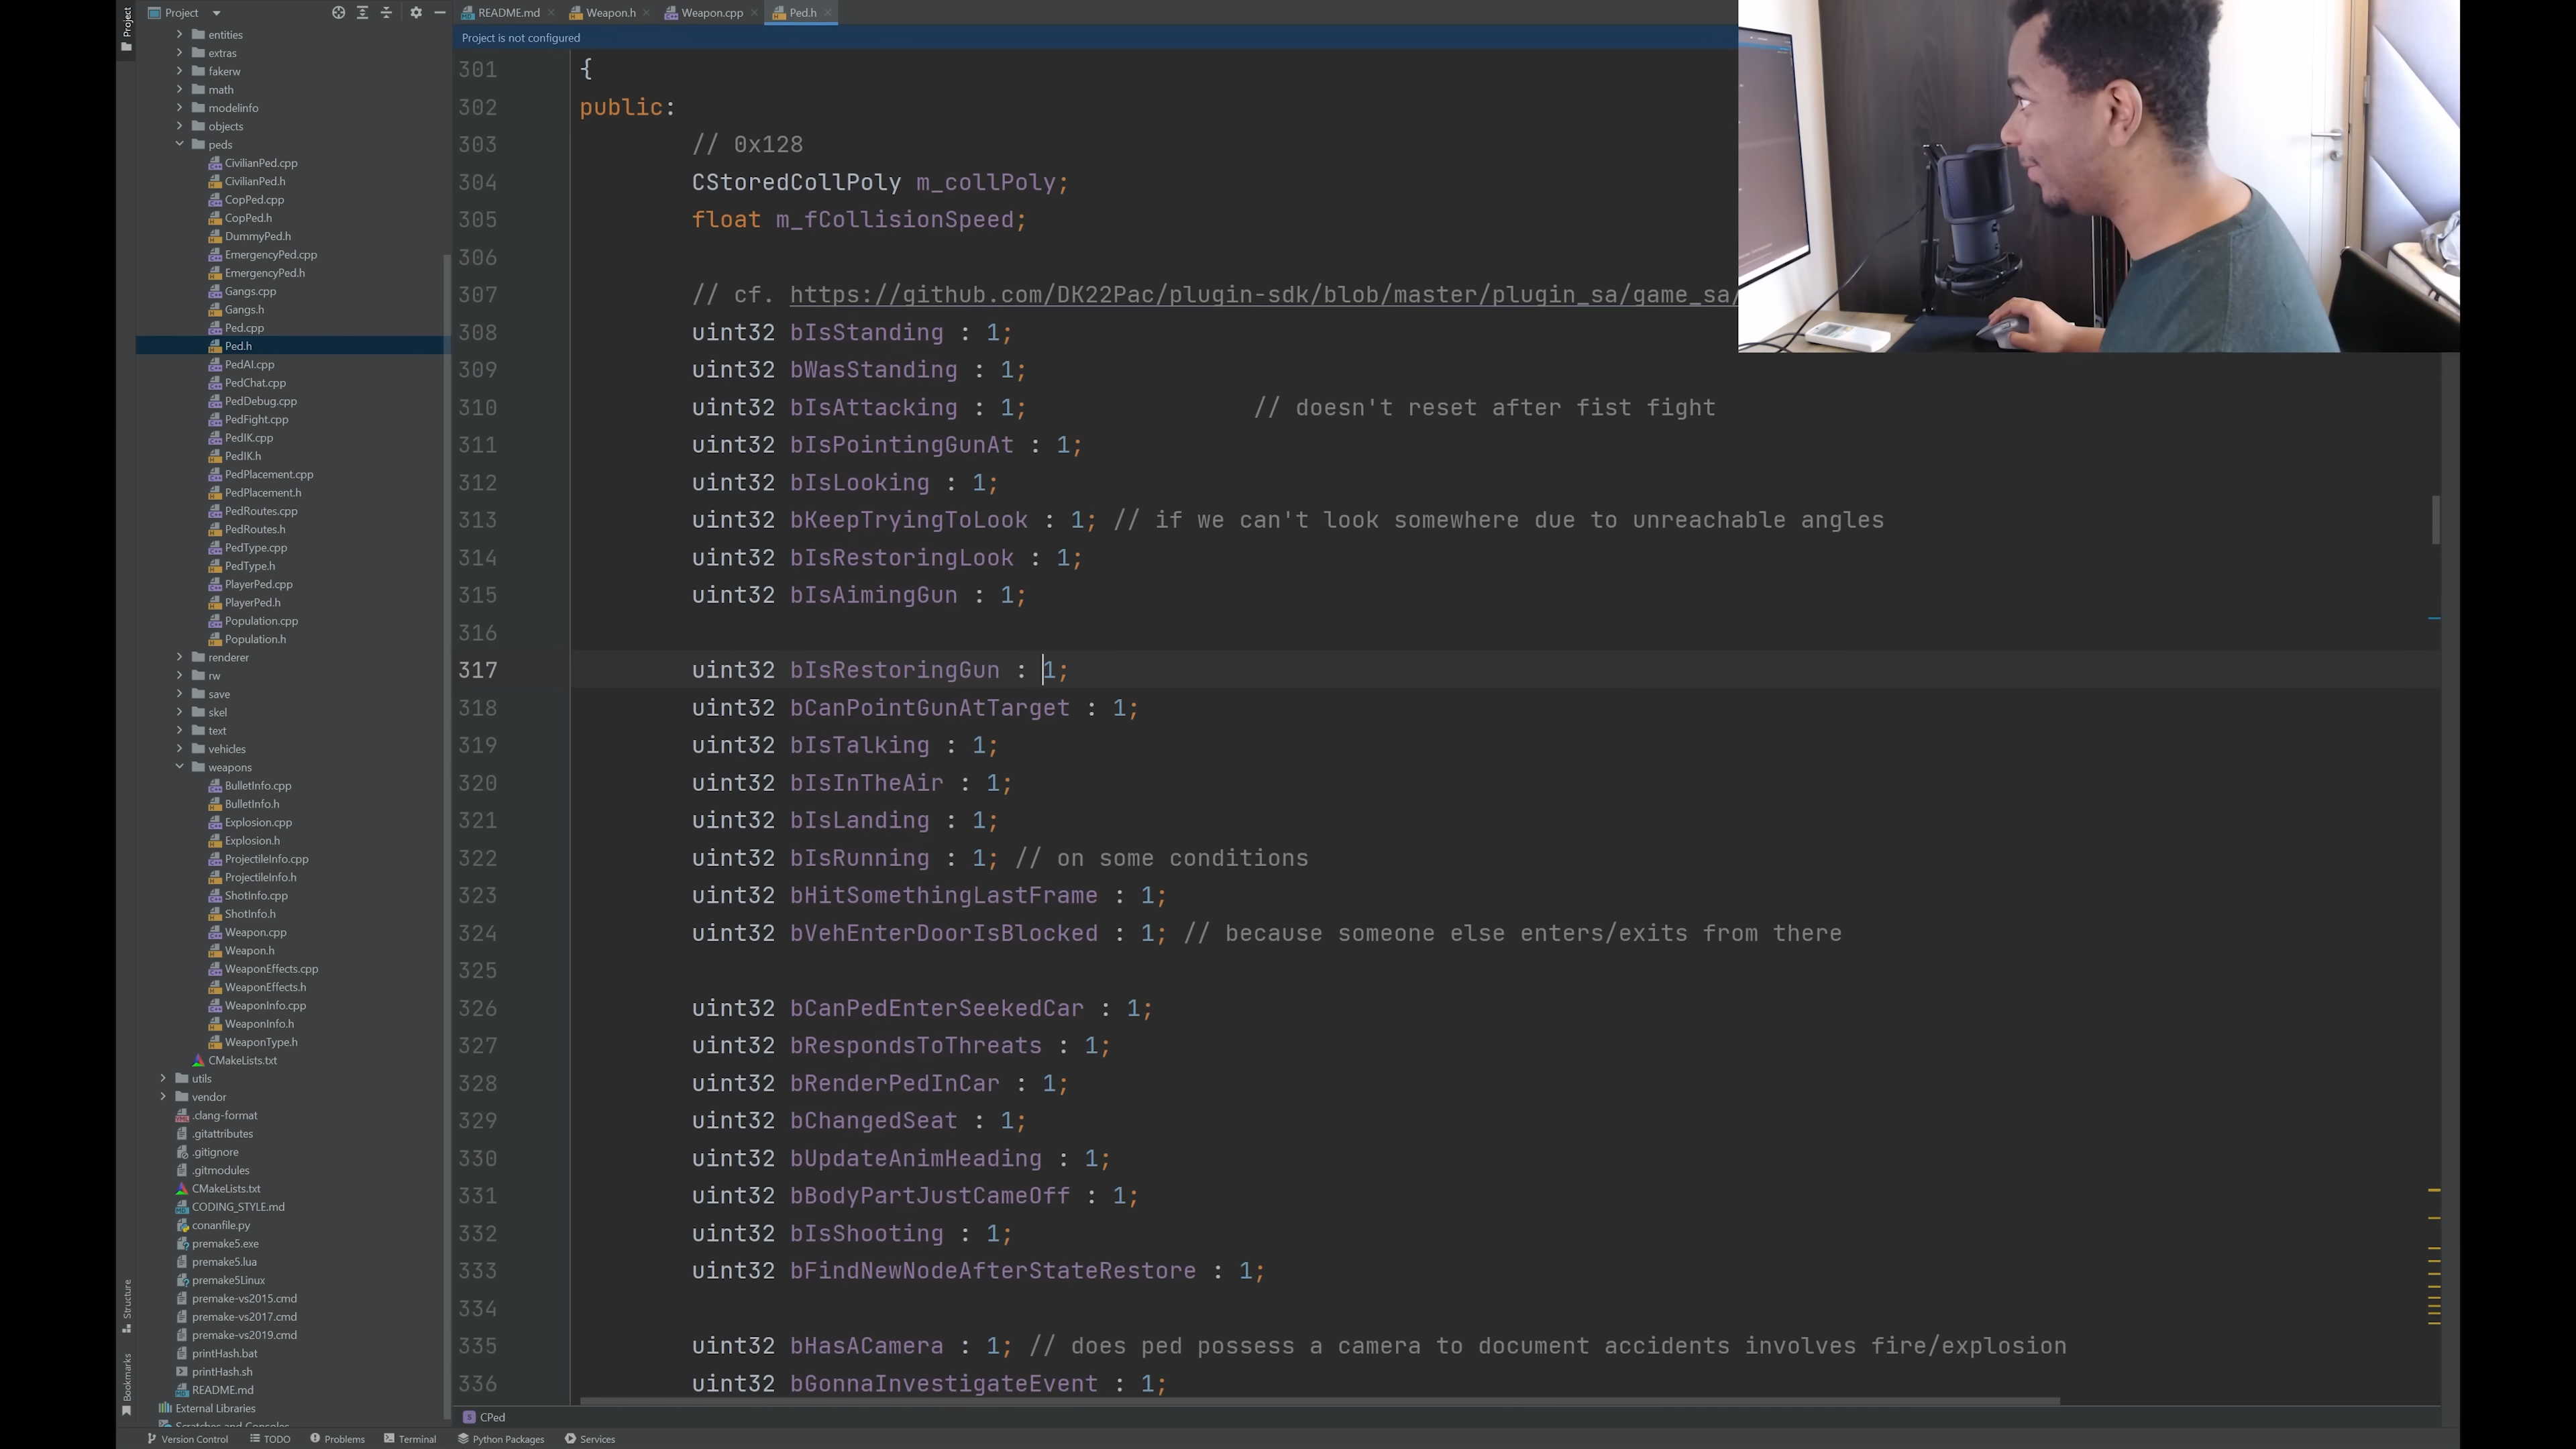 Project
README.md
Weapon.h
Weapon.cpp
Ped.h
Project
Project is not configured
entities
extras
fakerw
math
modelinfo
objects
peds
CivilianPed.cpp
CivilianPed.h
CopPed.cpp
CopPed.h
DummyPed.h
EmergencyPed.cpp
EmergencyPed.h
Gangs.cpp
Gangs.h
Ped.cpp
Ped.h
PedAI.cpp
PedChat.cpp
PedDebug.cpp
PedFight.cpp
PedIK.cpp
PedIK.h
PedPlacement.cpp
PedPlacement.h
PedRoutes.cpp
PedRoutes.h
PedType.cpp
PedType.h
PlayerPed.cpp
PlayerPed.h
Population.cpp
Population.h
renderer
rw
save
skel
text
vehicles
weapons
BulletInfo.cpp
BulletInfo.h
Explosion.cpp
Explosion.h
ProjectileInfo.cpp
ProjectileInfo.h
ShotInfo.cpp
ShotInfo.h
Weapon.cpp
Weapon.h
WeaponEffects.cpp
WeaponEffects.h
WeaponInfo.cpp
WeaponInfo.h
WeaponType.h
CMakeLists.txt
utils
vendor
.clang-format
.gitattributes
.gitignore
.gitmodules
CMakeLists.txt
CODING_STYLE.md
conanfile.py
premake5.exe
premake5.lua
premake5Linux
premake-vs2015.cmd
premake-vs2017.cmd
premake-vs2019.cmd
printHash.bat
printHash.sh
README.md
External Libraries
Scratches and Consoles
301 {
302 public:
303 // 0x128
304 CStoredCollPoly m_collPoly;
305 float m_fCollisionSpeed;
306
307 // cf. https://github.com/DK22Pac/plugin-sdk/blob/master/plugin_sa/game_sa/
308 uint32 bIsStanding : 1;
309 uint32 bWasStanding : 1;
310 uint32 bIsAttacking : 1; // doesn't reset after fist fight
311 uint32 bIsPointingGunAt : 1;
312 uint32 bIsLooking : 1;
313 uint32 bKeepTryingToLook : 1; // if we can't look somewhere due to unreachable angles
314 uint32 bIsRestoringLook : 1;
315 uint32 bIsAimingGun : 1;
316
317 uint32 bIsRestoringGun : 1;
318 uint32 bCanPointGunAtTarget : 1;
319 uint32 bIsTalking : 1;
320 uint32 bIsInTheAir : 1;
321 uint32 bIsLanding : 1;
322 uint32 bIsRunning : 1; // on some conditions
323 uint32 bHitSomethingLastFrame : 1;
324 uint32 bVehEnterDoorIsBlocked : 1; // because someone else enters/exits from there
325
326 uint32 bCanPedEnterSeekedCar : 1;
327 uint32 bRespondsToThreats : 1;
328 uint32 bRenderPedInCar : 1;
329 uint32 bChangedSeat : 1;
330 uint32 bUpdateAnimHeading : 1;
331 uint32 bBodyPartJustCameOff : 1;
332 uint32 bIsShooting : 1;
333 uint32 bFindNewNodeAfterStateRestore : 1;
334
335 uint32 bHasACamera : 1; // does ped possess a camera to document accidents involves fire/explosion
336 uint32 bGonnaInvestigateEvent : 1;
Structure
Bookmarks
CPed
Version Control
TODO
Problems
Terminal
Python Packages
Services